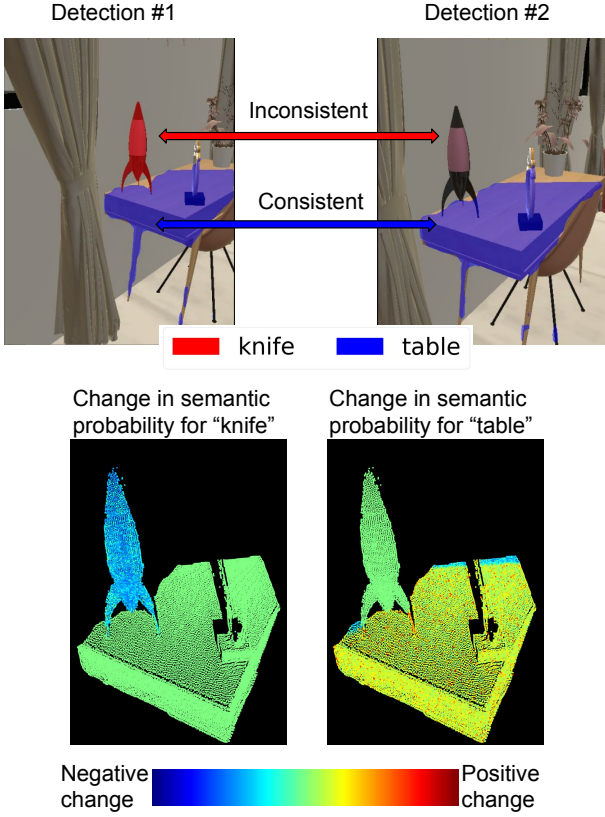 Detection #1
Detection #2
Inconsistent
Consistent
knife
table
Change in semantic
probability for “knife”
Change in semantic
probability for “table”
Negative
change
Positive
change